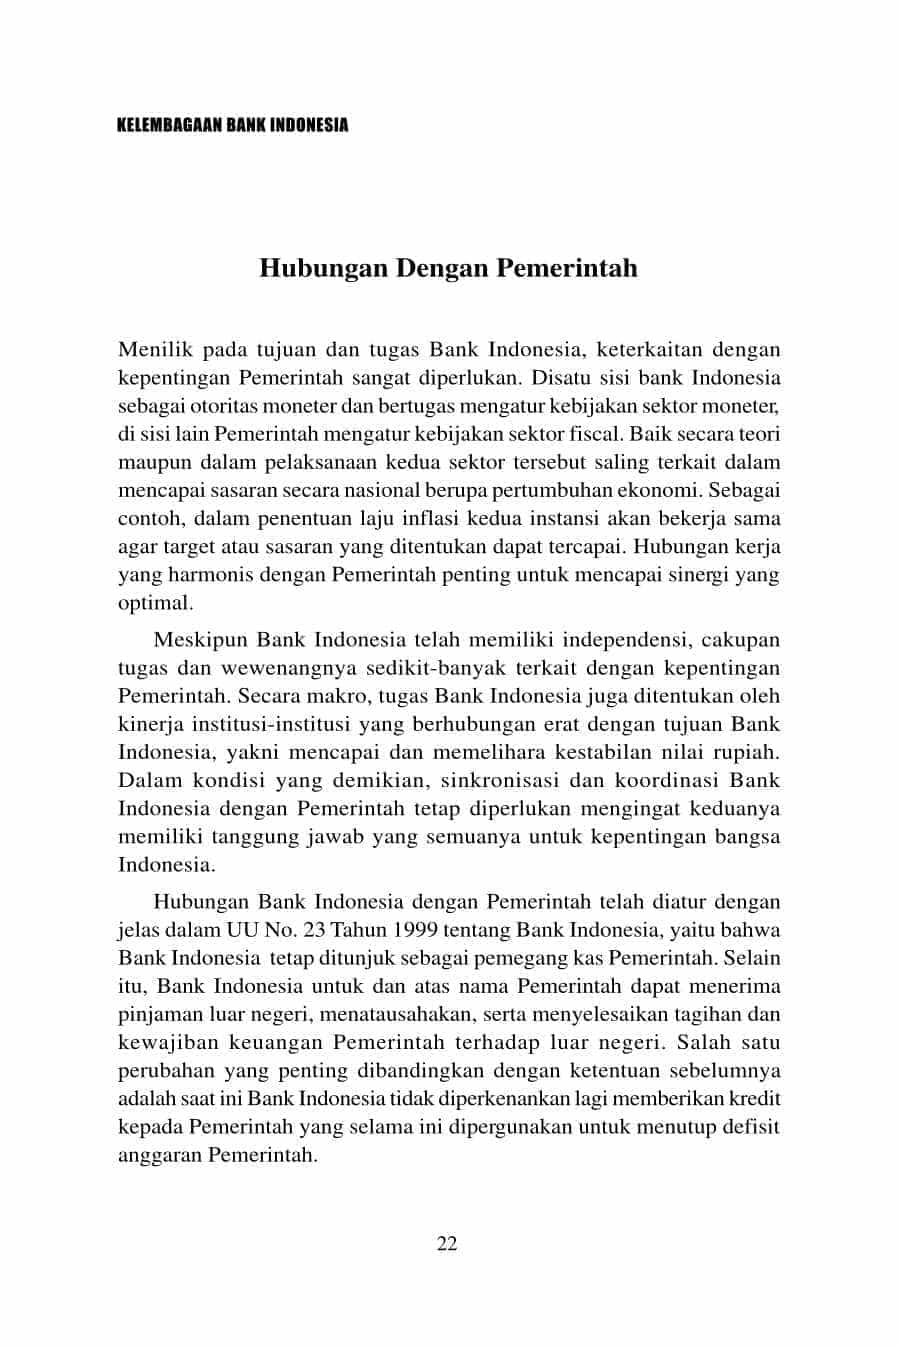 KELEMBAGAAN BANK INDONESIA
Hubungan Dengan Pemerintah
Menilik pada tujuan dan tugas Bank Indonesia, keterkaitan dengan
kepentingan Pemerintah sangat diperlukan. Disatu sisi bank Indonesia
sebagai otoritas moneter dan bertugas mengatur kebijakan sektor moneter,
di sisi lain Pemerintah mengatur kebijakan sektor fiscal. Baik secara teori
maupun dalam pelaksanaan kedua sektor tersebut saling terkait dalam
mencapai sasaran secara nasional berupa pertumbuhan ekonomi. Sebagai
contoh, dalam penentuan laju inflasi kedua instansi akan bekerja sama
agar target atau sasaran yang ditentukan dapat tercapai. Hubungan kerja
yang harmonis dengan Pemerintah penting untuk mencapai sinergi yang
optimal.
Meskipun Bank Indonesia telah memiliki independensi, cakupan
tugas dan wewenangnya sedikit-banyak terkait dengan kepentingan
Pemerintah. Secara makro, tugas Bank Indonesia juga ditentukan oleh
kinerja institusi-institusi yang berhubungan erat dengan tujuan Bank
Indonesia, yakni mencapai dan memelihara kestabilan nilai rupiah.
Dalam kondisi yang demikian, sinkronisasi dan koordinasi Bank
Indonesia dengan Pemerintah tetap diperlukan mengingat keduanya
memiliki tanggung jawab yang semuanya untuk kepentingan bangsa
Indonesia.
Hubungan Bank Indonesia dengan Pemerintah telah diatur dengan
jelas dalam UU No. 23 Tahun 1999 tentang Bank Indonesia, yaitu bahwa
Bank Indonesia tetap ditunjuk sebagai pemegang kas Pemerintah. Selain
itu, Bank Indonesia untuk dan atas nama Pemerintah dapat menerima
pinjaman luar negeri, menatausahakan, serta menyelesaikan tagihan dan
kewajiban keuangan Pemerintah terhadap luar negeri. Salah satu
perubahan yang penting dibandingkan dengan ketentuan sebelumnya
adalah saat ini Bank Indonesia tidak diperkenankan lagi memberikan kredit
kepada Pemerintah yang selama ini dipergunakan untuk menutup defisit
anggaran Pemerintah.
22